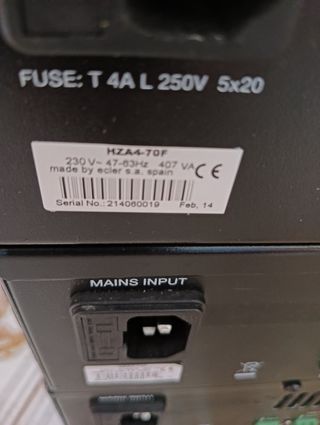 FUSE: T 4A L 250V 5x20
HZA4-70F
230 V~ 47-63Hz 407 VA CE
made by ecler s.a. spain
Serial No.: 214060019 Feb, 14
MAINS INPUT